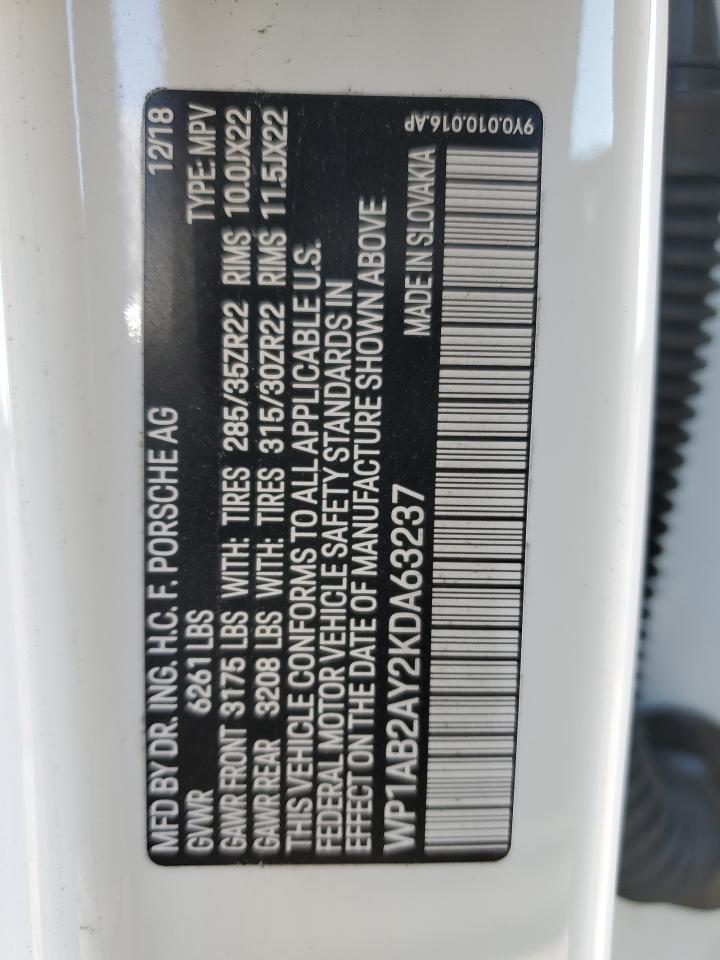 MFD BY DR. ING. H.C. F. PORSCHE AG 12/18
GVWR 6261 LBS TYPE: MPV
GAWR FRONT 3175 LBS WITH: TIRES 285/35ZR22 RIMS 10.0JX22
GAWR REAR 3208 LBS WITH: TIRES 315/30ZR22 RIMS 11.5JX22
THIS VEHICLE CONFORMS TO ALL APPLICABLE U.S.
FEDERAL MOTOR VEHICLE SAFETY STANDARDS IN
EFFECT ON THE DATE OF MANUFACTURE SHOWN ABOVE
WP1AB2AY2KDA63237 MADE IN SLOVAKIA
9Y0.010.016.AP